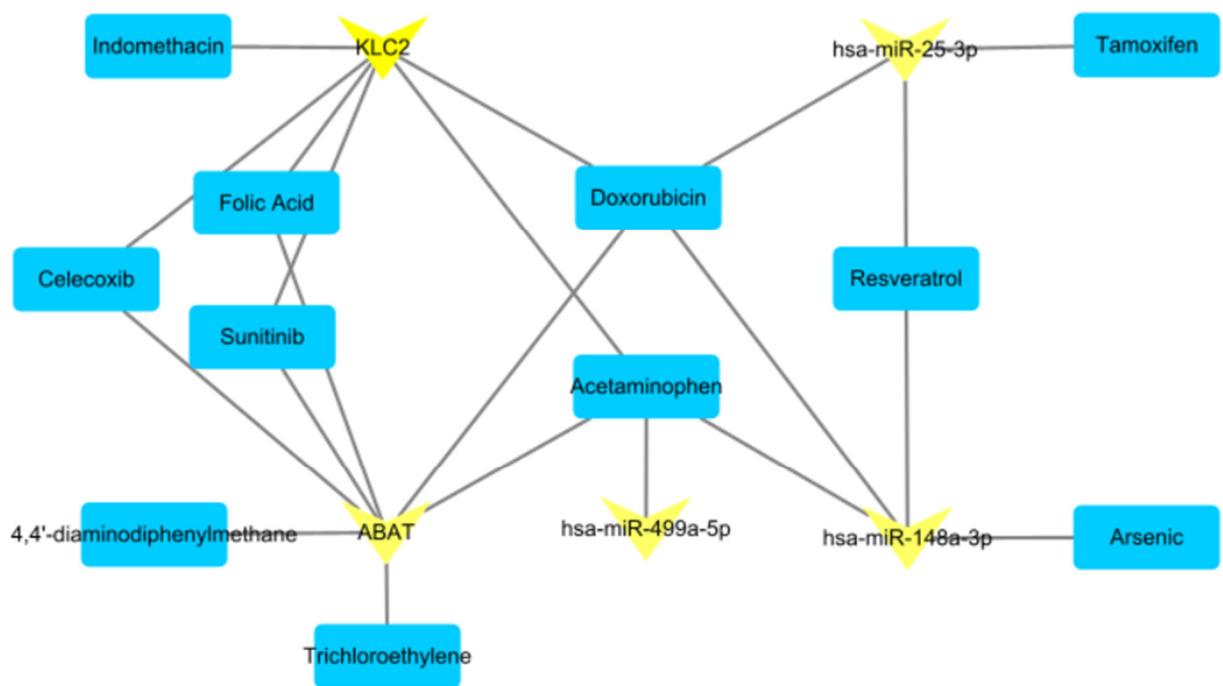 Indomethacin
KLC2
hsa-miR-25-3p
Tamoxifen
Folic Acid
Doxorubicin
Celecoxib
Resveratrol
Sunitinib
Acetaminophen
4,4'-diaminodiphenylmethane
ABAT
hsa-miR-499a-5p
hsa-miR-148a-3p
Arsenic
Trichloroethylene